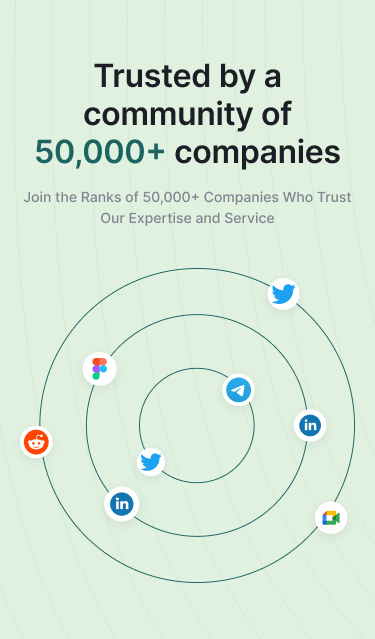 Trusted by a
community of
50,000+ companies
Join the Ranks of 50,000+ Companies Who Trust
Our Expertise and Service
in
in